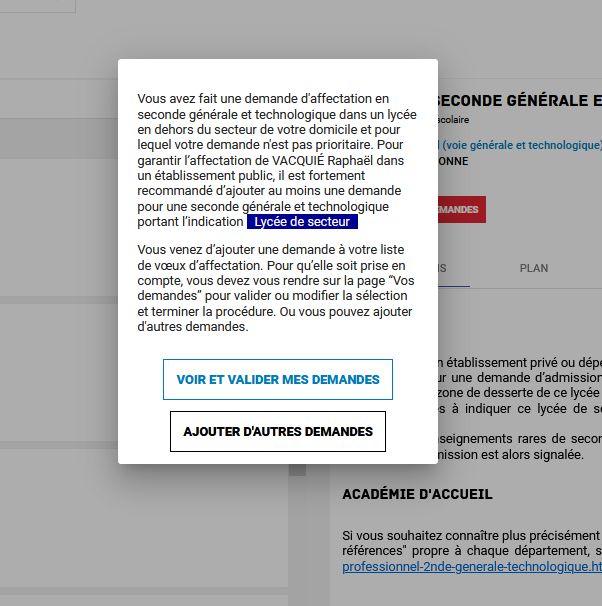 Vous avez fait une demande d'affectation en
seconde générale et technologique dans un lycée
en dehors du secteur de votre domicile et pour
lequel votre demande n'est pas prioritaire. Pour
garantir l'affectation de VACQUIÉ Raphaël dans
un établissement public, il est fortement
recommandé d'ajouter au moins une demande
pour une seconde générale et technologique
portant l'indication Lycée de secteur
Vous venez d'ajouter une demande à votre liste
de vœux d'affectation. Pour qu'elle soit prise en
compte, vous devez vous rendre sur la page “Vos
demandes” pour valider ou modifier la sélection
et terminer la procédure. Ou vous pouvez ajouter
d'autres demandes.
VOIR ET VALIDER MES DEMANDES
AJOUTER D'AUTRES DEMANDES
SECONDE GÉNÉRALE E
scolaire
(voie générale et technologique)
ONNE
EMANDES
NS PLAN
n établissement privé ou dépe
ur une demande d'admission
zone de desserte de ce lycée
s à indiquer ce lycée de se
seignements rares de secon
mission est alors signalée.
ACADÉMIE D'ACCUEIL
Si vous souhaitez connaître plus précisément
références" propre à chaque département, s
professionnel-2nde-generale-technologique.ht